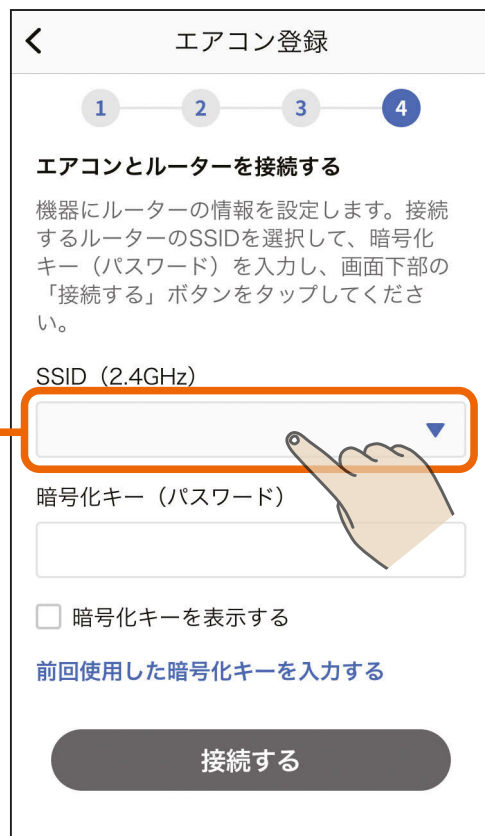 エアコン登録
1 2 3 4
エアコンとルーターを接続する
機器にルーターの情報を設定します。接続
するルーターのSSIDを選択して、暗号化
キー（パスワード）を入力し、画面下部の
「接続する」ボタンをタップしてくださ
い。
SSID（2.4GHz）
暗号化キー（パスワード）
暗号化キーを表示する
前回使用した暗号化キーを入力する
接続する